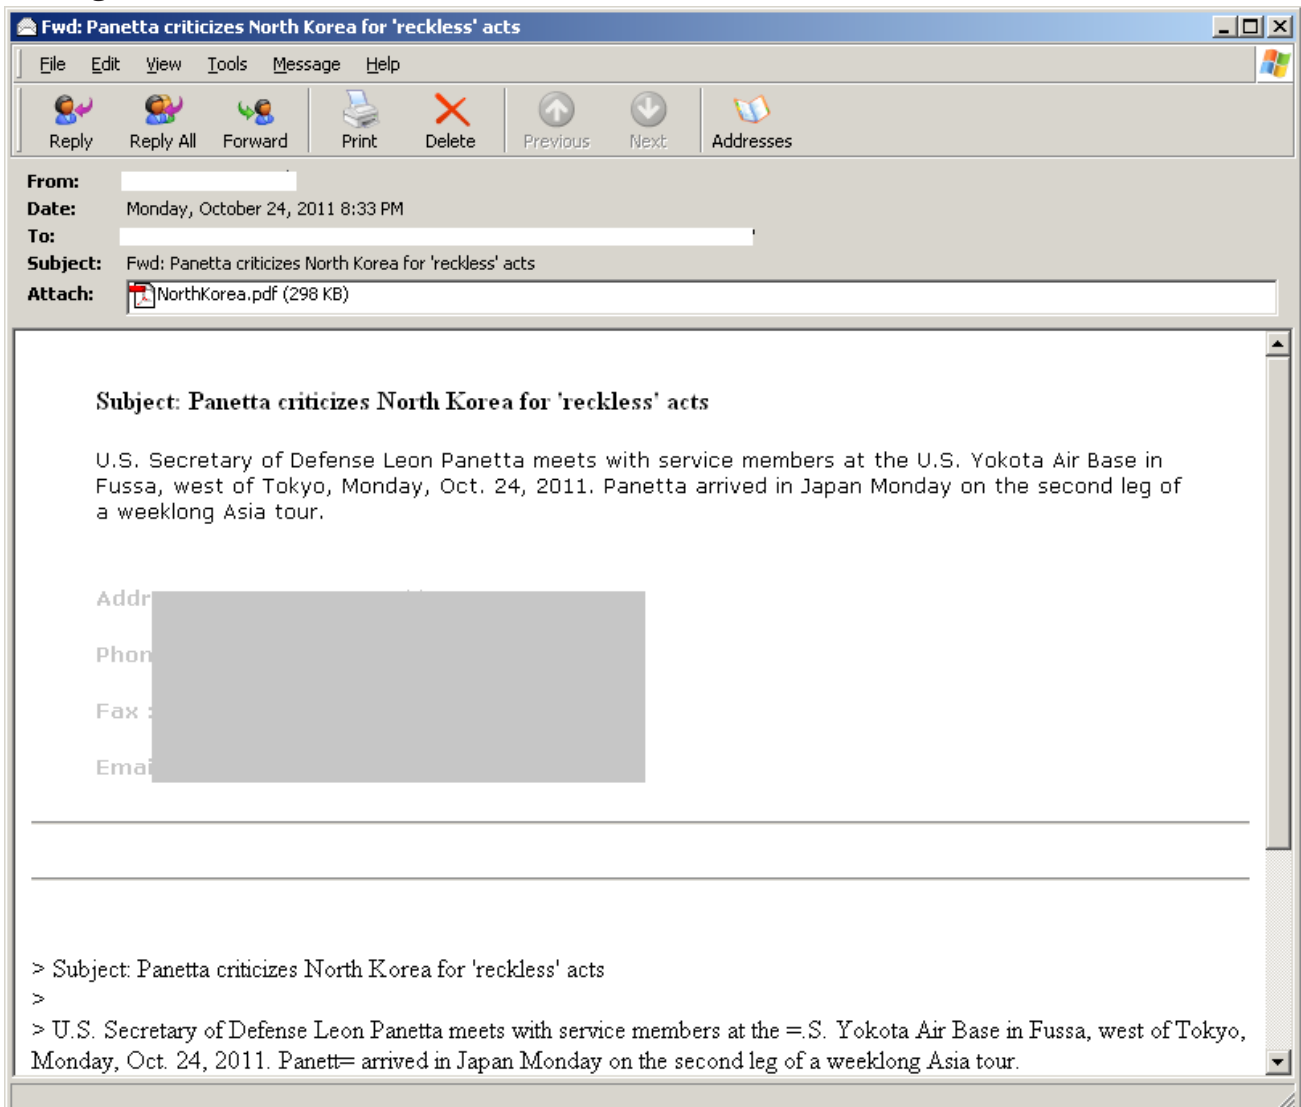 Fwd: Panetta criticizes North Korea for 'reckless' acts
File Edit View Tools Message Help
Reply Reply All Forward Print Delete Previous Next Addresses
From:
Date: Monday, October 24, 2011 8:33 PM
To:
Subject: Fwd: Panetta criticizes North Korea for 'reckless' acts
Attach: NorthKorea.pdf (298 KB)
Subject: Panetta criticizes North Korea for 'reckless' acts
U.S. Secretary of Defense Leon Panetta meets with service members at the U.S. Yokota Air Base in
Fussa, west of Tokyo, Monday, Oct. 24, 2011. Panetta arrived in Japan Monday on the second leg of
a weeklong Asia tour.
Addr
Phon
Fax :
Emai
> Subject: Panetta criticizes North Korea for 'reckless' acts
>
> U.S. Secretary of Defense Leon Panetta meets with service members at the =.S. Yokota Air Base in Fussa, west of Tokyo,
Monday, Oct. 24, 2011. Panett= arrived in Japan Monday on the second leg of a weeklong Asia tour.